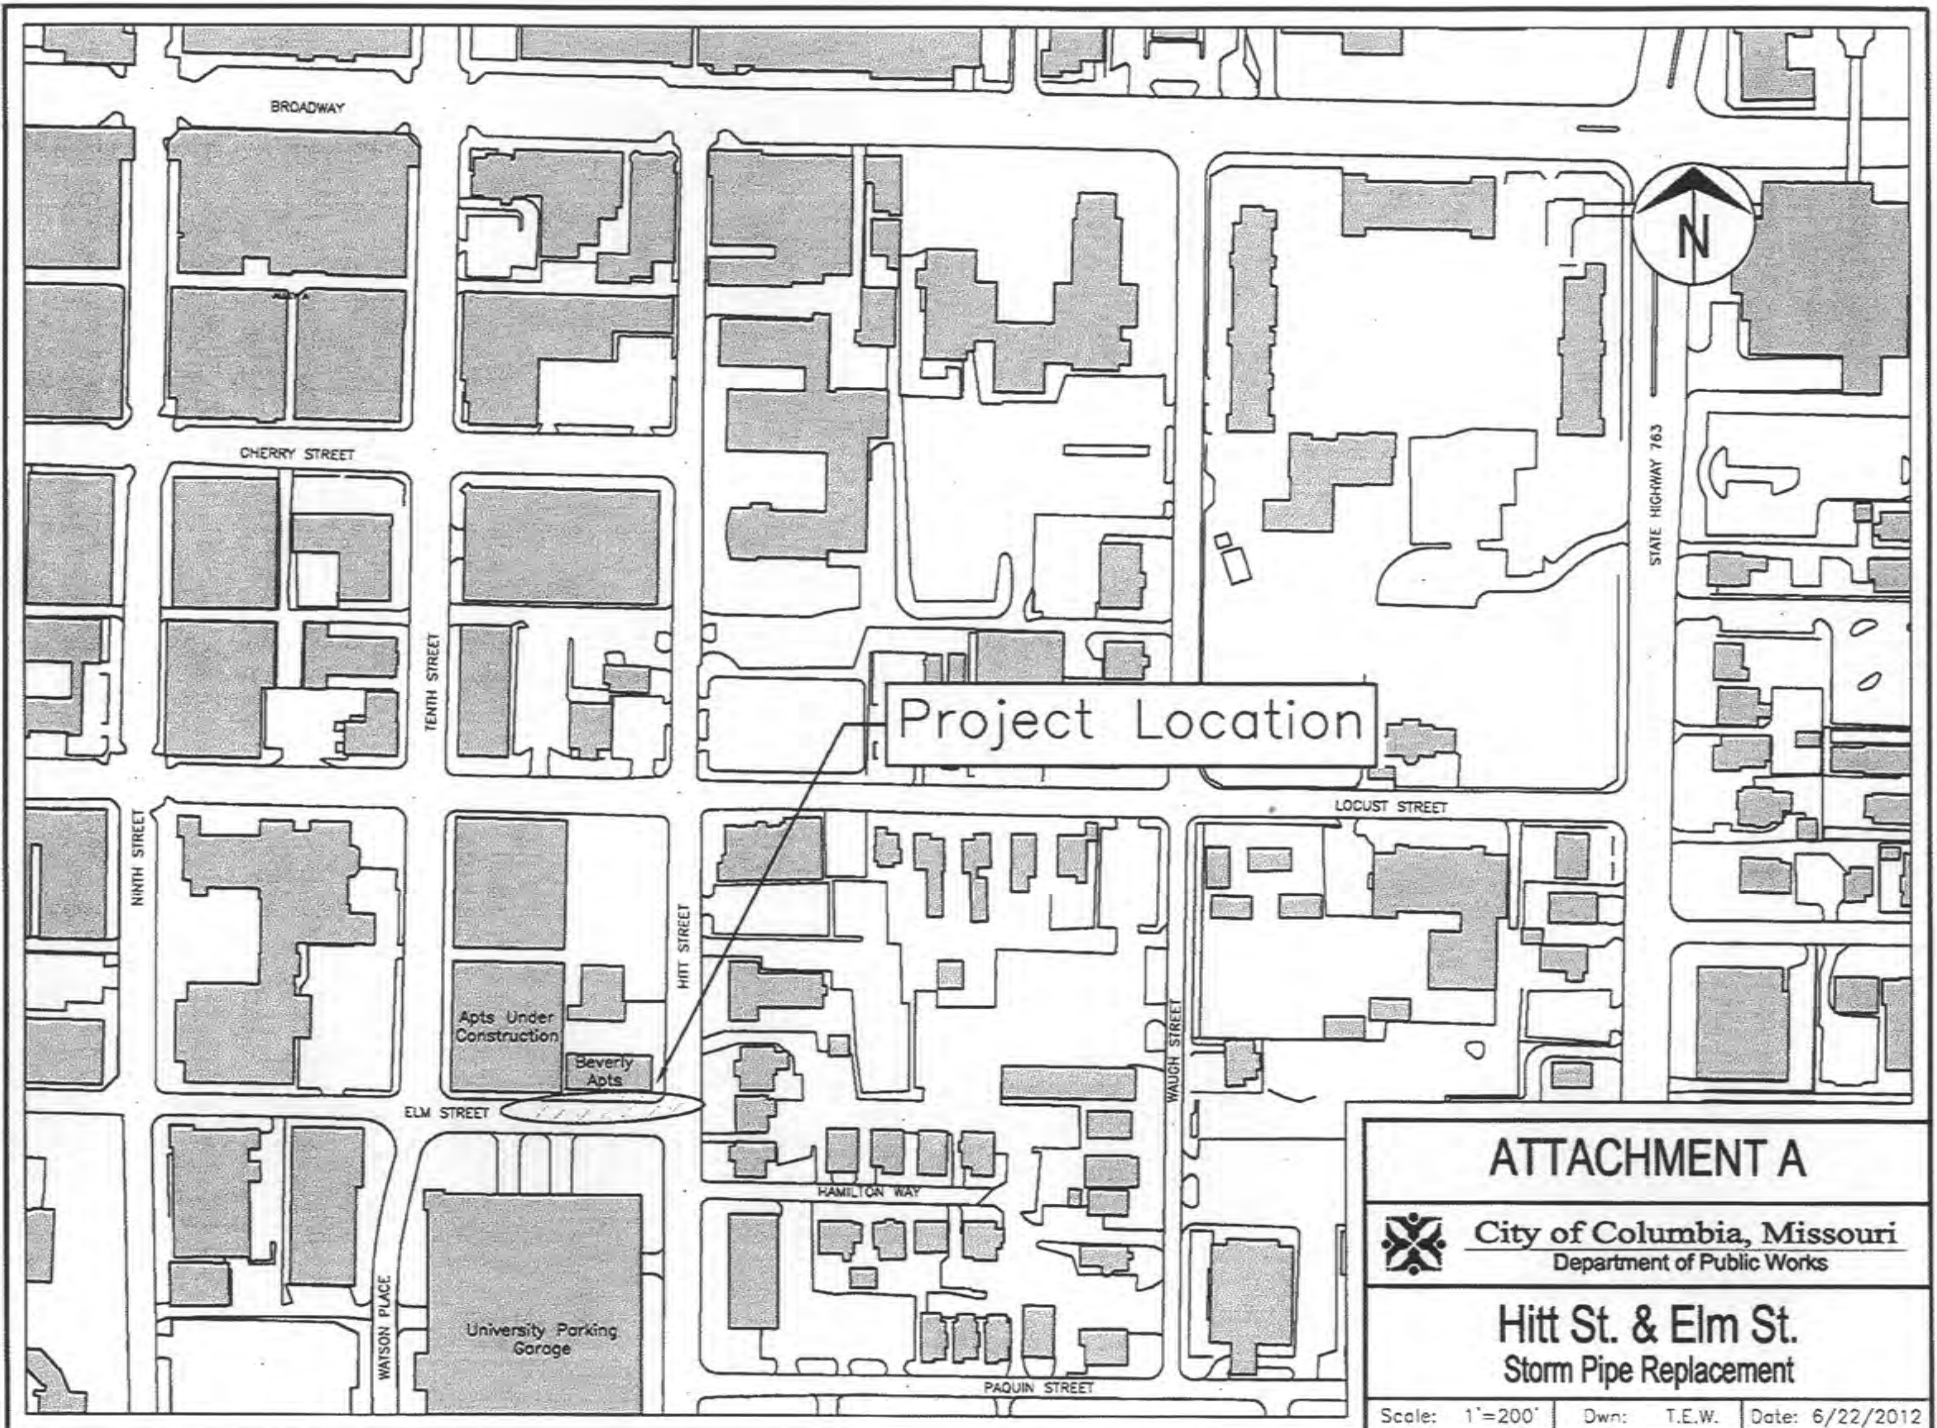 BROADWAY
N
CHERRY STREET
STATE HIGHWAY 763
TENTH STREET
Project Location
LOCUST STREET
NINTH STREET
HITT STREET
Apts Under
Construction
Beverly
Apts
WAUGH STREET
ELM STREET
HAMILTON WAY
WATSON PLACE
University Parking
Garage
PAQUIN STREET
ATTACHMENT A
City of Columbia, Missouri
Department of Public Works
Hitt St. & Elm St.
Storm Pipe Replacement
Scale: 1"=200' Dwn: T.E.W. Date: 6/22/2012